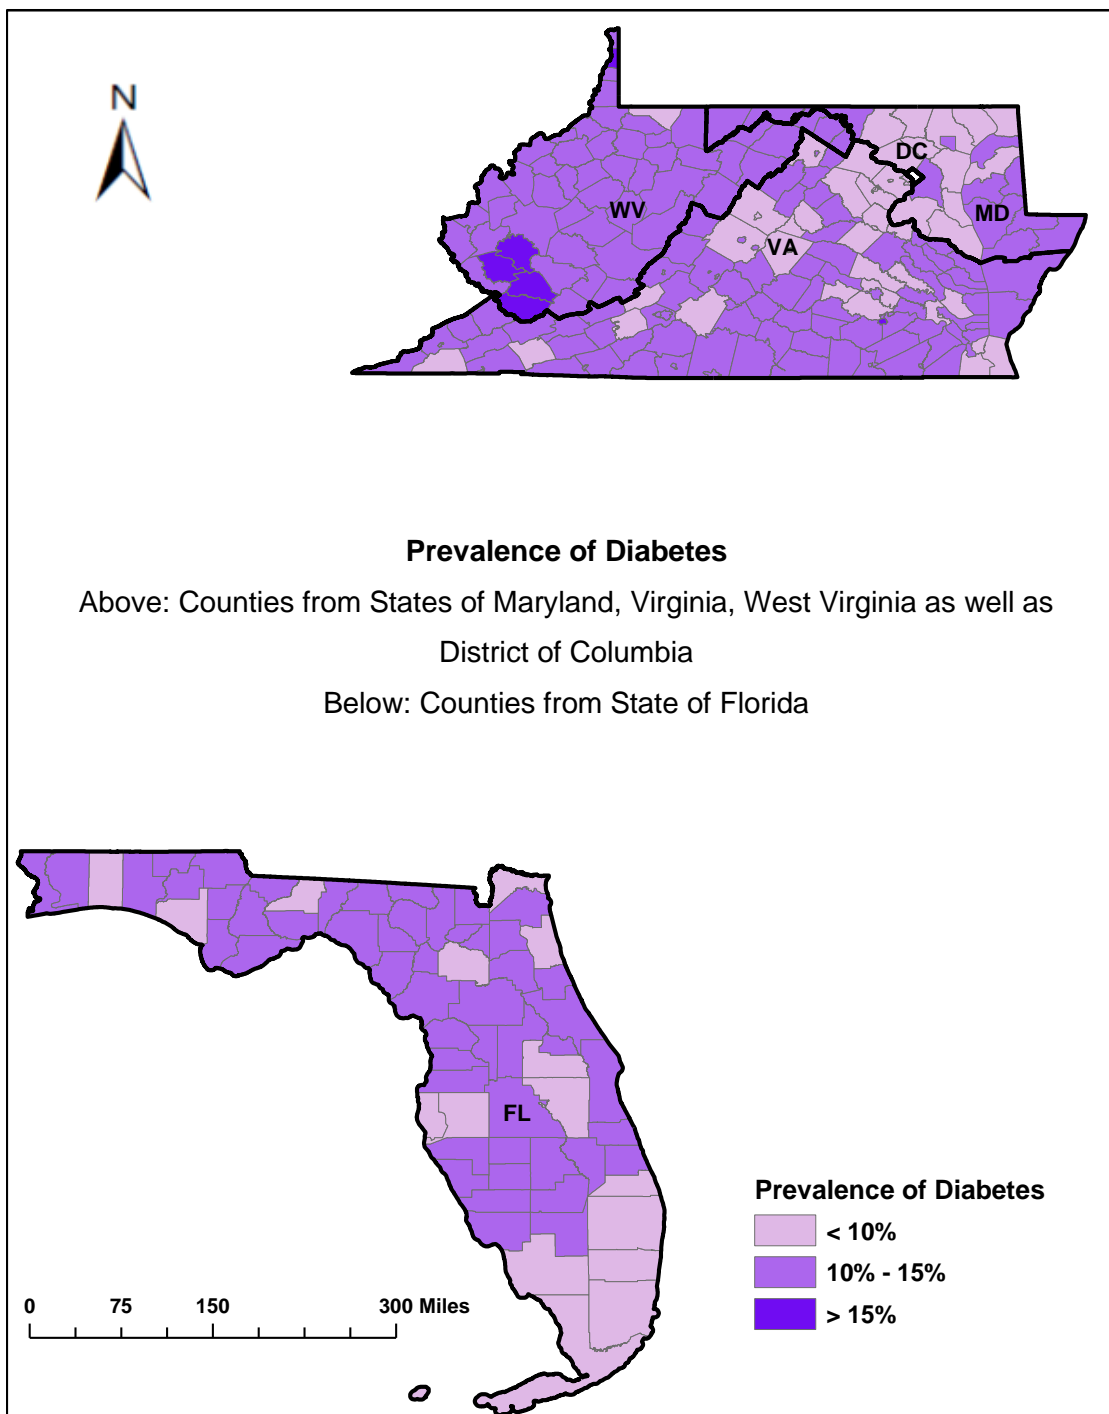 N
DC
WV
MD
VA
Prevalence of Diabetes
Above: Counties from States of Maryland, Virginia, West Virginia as well as
District of Columbia
Below: Counties from State of Florida
FL
Prevalence of Diabetes
< 10%
10% - 15%
> 15%
0 75 150 300 Miles